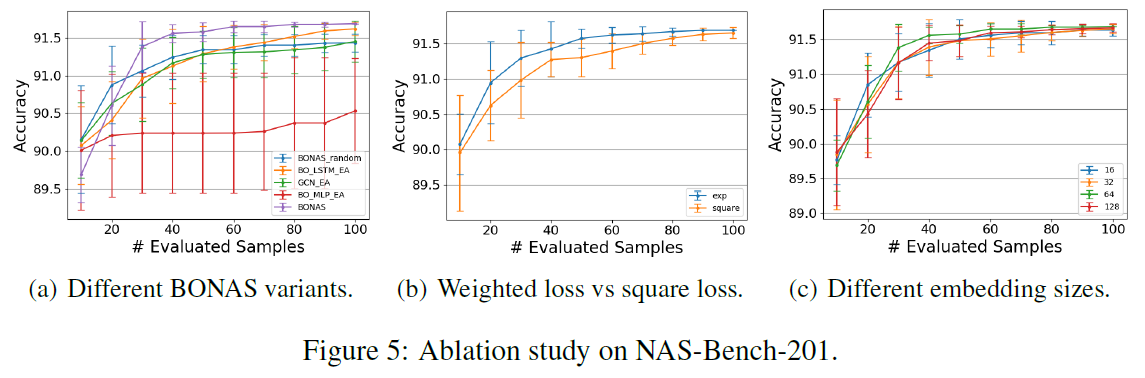 91.5
91.0
90.5
90.0
89.5
Accuracy
20
40
60
80
100
# Evaluated Samples
BONAS_random
BO_LSTM_EA
GCN_EA
BO_MLP_EA
BONAS
(a) Different BONAS variants.
91.5
91.0
90.5
90.0
89.5
Accuracy
20
40
60
80
100
# Evaluated Samples
exp
square
(b) Weighted loss vs square loss.
91.5
91.0
90.5
90.0
89.5
89.0
Accuracy
20
40
60
80
100
# Evaluated Samples
16
32
64
128
(c) Different embedding sizes.
Figure 5: Ablation study on NAS-Bench-201.